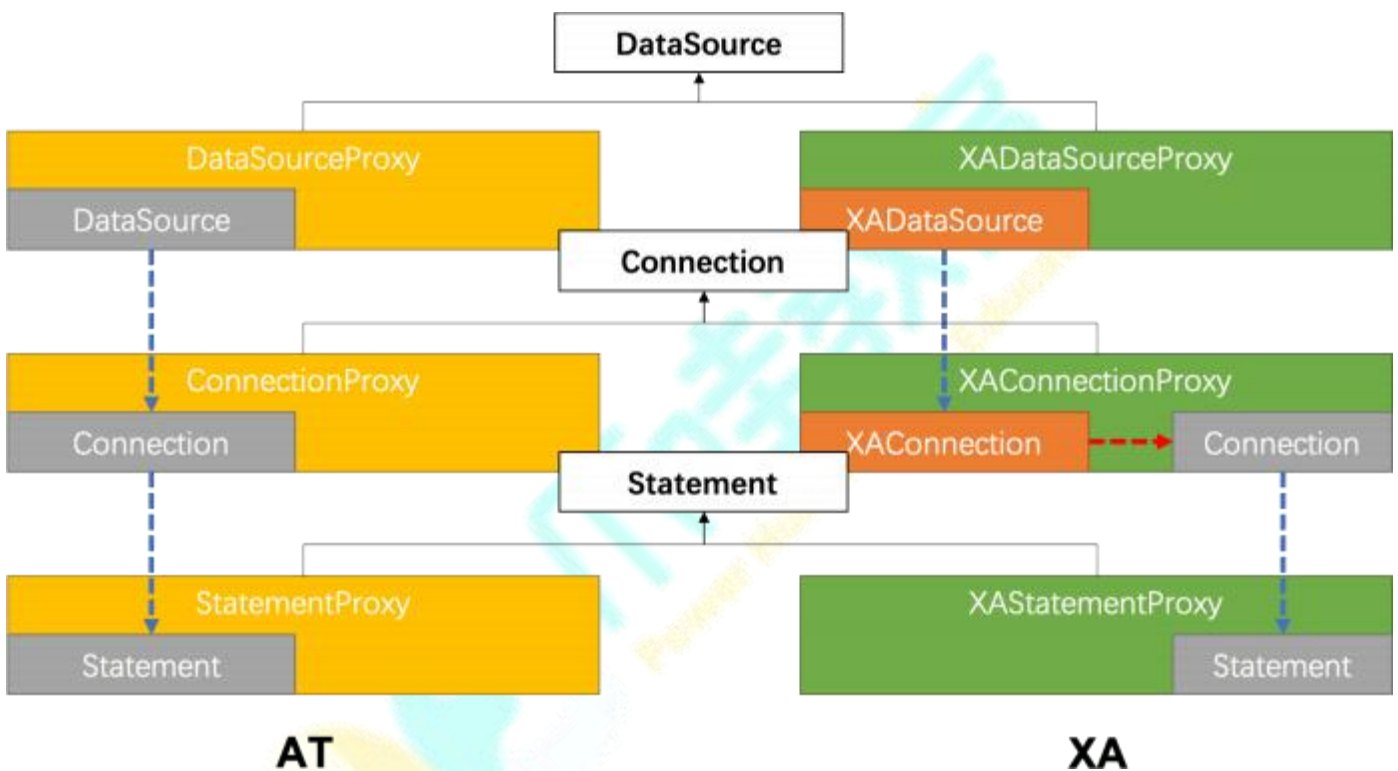 DataSource
DataSourceProxy
XADataSourceProxy
DataSource
XADataSource
Connection
ConnectionProxy
XAConnectionProxy
Connection
XAConnection
Connection
Statement
StatementProxy
XAStatementProxy
Statement
Statement
AT
XA